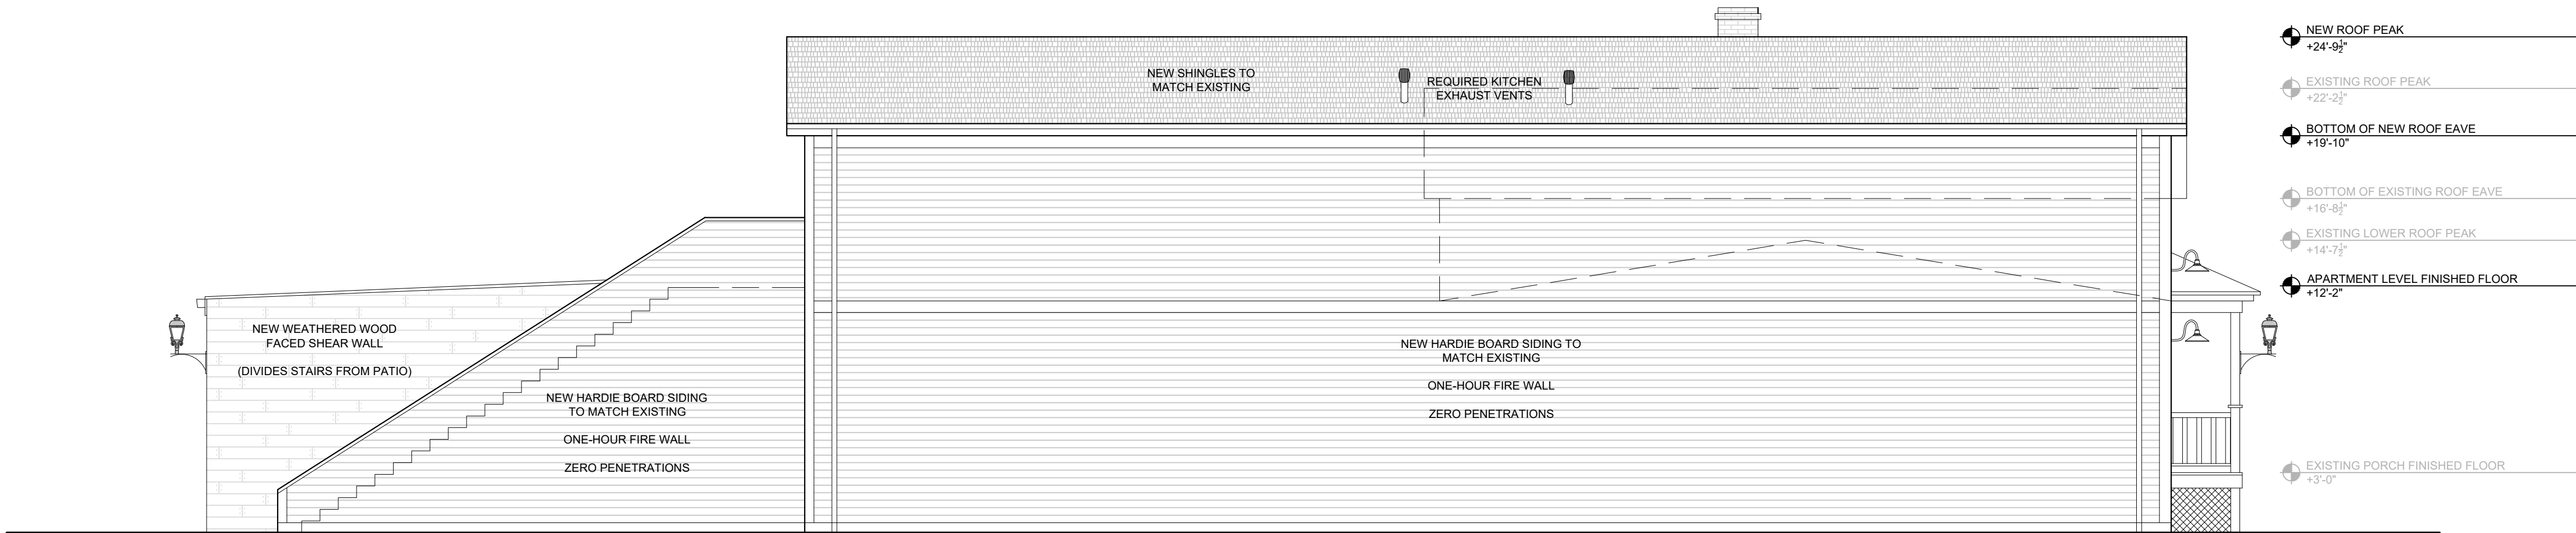 NEW SHINGLES TO
MATCH EXISTING
REQUIRED KITCHEN
EXHAUST VENTS
NEW WEATHERED WOOD
FACED SHEAR WALL
(DIVIDES STAIRS FROM PATIO)
NEW HARDIE BOARD SIDING
TO MATCH EXISTING
ONE-HOUR FIRE WALL
ZERO PENETRATIONS
NEW HARDIE BOARD SIDING TO
MATCH EXISTING
ONE-HOUR FIRE WALL
ZERO PENETRATIONS
NEW ROOF PEAK
+24'-9½"
EXISTING ROOF PEAK
+22'-2½"
BOTTOM OF NEW ROOF EAVE
+19'-10"
BOTTOM OF EXISTING ROOF EAVE
+16'-8½"
EXISTING LOWER ROOF PEAK
+14'-7½"
APARTMENT LEVEL FINISHED FLOOR
+12'-2"
EXISTING PORCH FINISHED FLOOR
+3'-0"